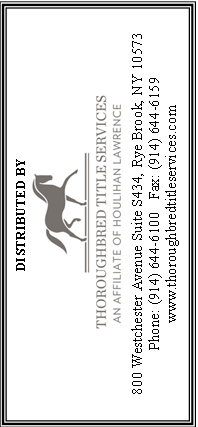 DISTRIBUTED BY
THOROUGHBRED TITLE SERVICES
AN AFFILIATE OF HOULIHAN LAWRENCE
800 Westchester Avenue Suite S434, Rye Brook, NY 10573
Phone: (914) 644-6100 Fax: (914) 644-6159
www.thoroughbredtitleservices.com